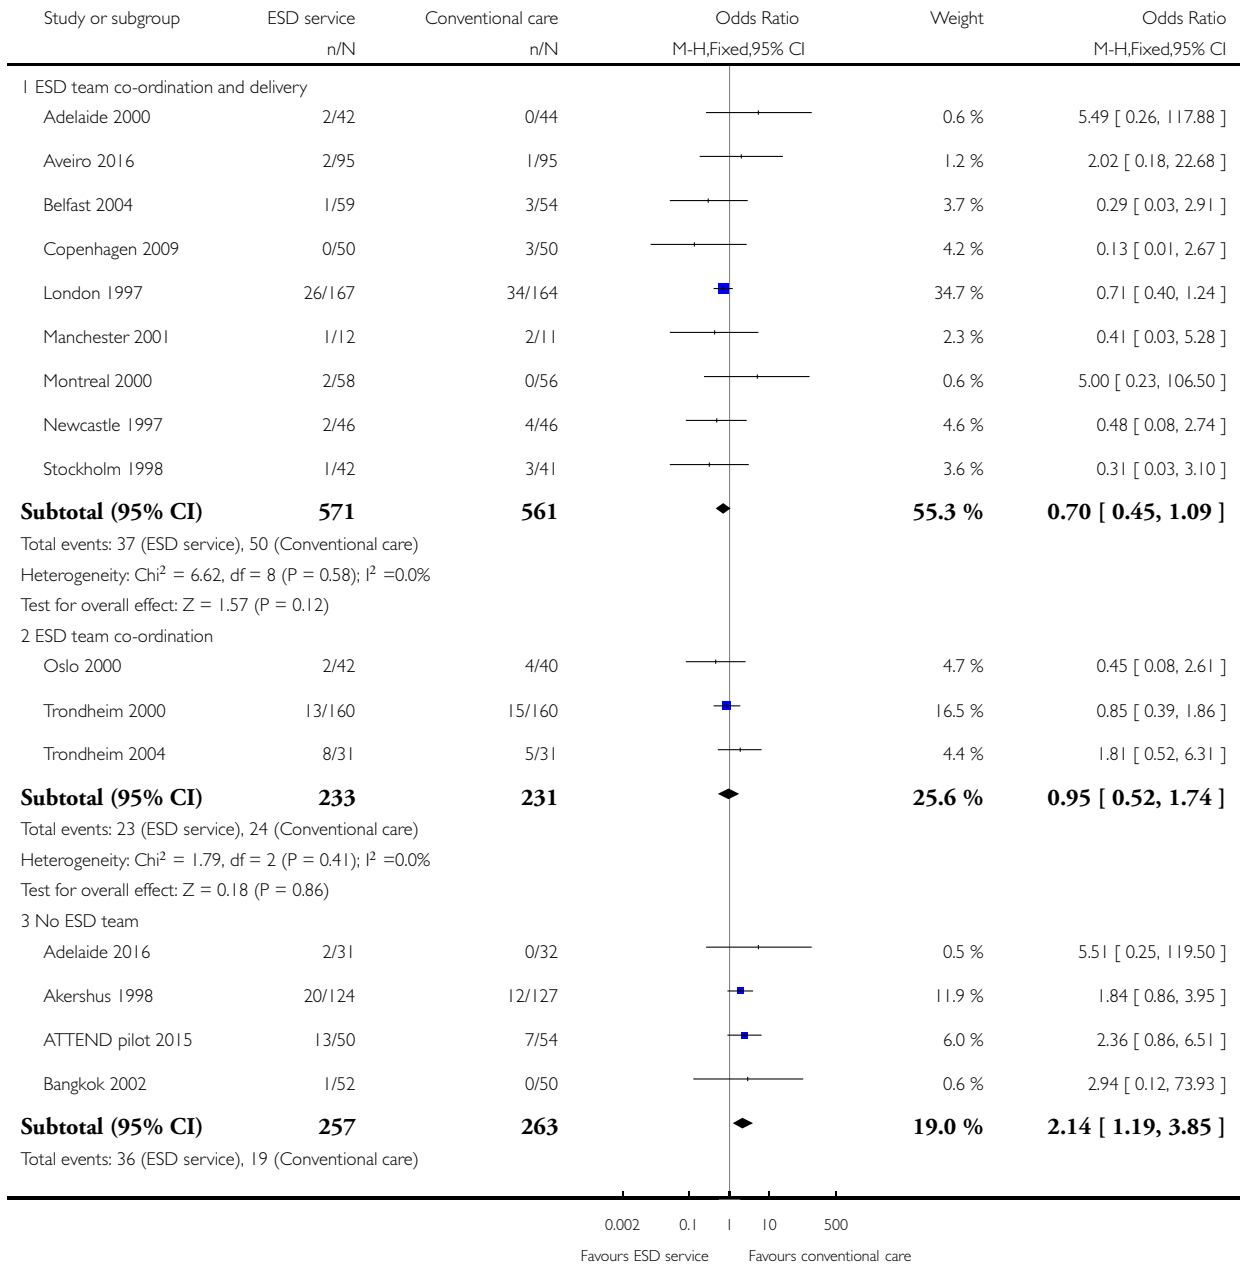 Study or subgroup ESD service Conventional care Odds Ratio Weight Odds Ratio
n/N n/N M-H,Fixed,95% CI M-H,Fixed,95% CI
1 ESD team co-ordination and delivery
Adelaide 2000 2/42 0/44 0.6 % 5.49 [ 0.26, 117.88 ]
Aveiro 2016 2/95 1/95 1.2 % 2.02 [ 0.18, 22.68 ]
Belfast 2004 1/59 3/54 3.7 % 0.29 [ 0.03, 2.91 ]
Copenhagen 2009 0/50 3/50 4.2 % 0.13 [ 0.01, 2.67 ]
London 1997 26/167 34/164 34.7 % 0.71 [ 0.40, 1.24 ]
Manchester 2001 1/12 2/11 2.3 % 0.41 [ 0.03, 5.28 ]
Montreal 2000 2/58 0/56 0.6 % 5.00 [ 0.23, 106.50 ]
Newcastle 1997 2/46 4/46 4.6 % 0.48 [ 0.08, 2.74 ]
Stockholm 1998 1/42 3/41 3.6 % 0.31 [ 0.03, 3.10 ]
Subtotal (95% CI) 571 561 55.3 % 0.70 [ 0.45, 1.09 ]
Total events: 37 (ESD service), 50 (Conventional care)
Heterogeneity: Chi² = 6.62, df = 8 (P = 0.58); I² =0.0%
Test for overall effect: Z = 1.57 (P = 0.12)
2 ESD team co-ordination
Oslo 2000 2/42 4/40 4.7 % 0.45 [ 0.08, 2.61 ]
Trondheim 2000 13/160 15/160 16.5 % 0.85 [ 0.39, 1.86 ]
Trondheim 2004 8/31 5/31 4.4 % 1.81 [ 0.52, 6.31 ]
Subtotal (95% CI) 233 231 25.6 % 0.95 [ 0.52, 1.74 ]
Total events: 23 (ESD service), 24 (Conventional care)
Heterogeneity: Chi² = 1.79, df = 2 (P = 0.41); I² =0.0%
Test for overall effect: Z = 0.18 (P = 0.86)
3 No ESD team
Adelaide 2016 2/31 0/32 0.5 % 5.51 [ 0.25, 119.50 ]
Akershus 1998 20/124 12/127 11.9 % 1.84 [ 0.86, 3.95 ]
ATTEND pilot 2015 13/50 7/54 6.0 % 2.36 [ 0.86, 6.51 ]
Bangkok 2002 1/52 0/50 0.6 % 2.94 [ 0.12, 73.93 ]
Subtotal (95% CI) 257 263 19.0 % 2.14 [ 1.19, 3.85 ]
Total events: 36 (ESD service), 19 (Conventional care)
0.002 0.1 1 10 500
Favours ESD service Favours conventional care